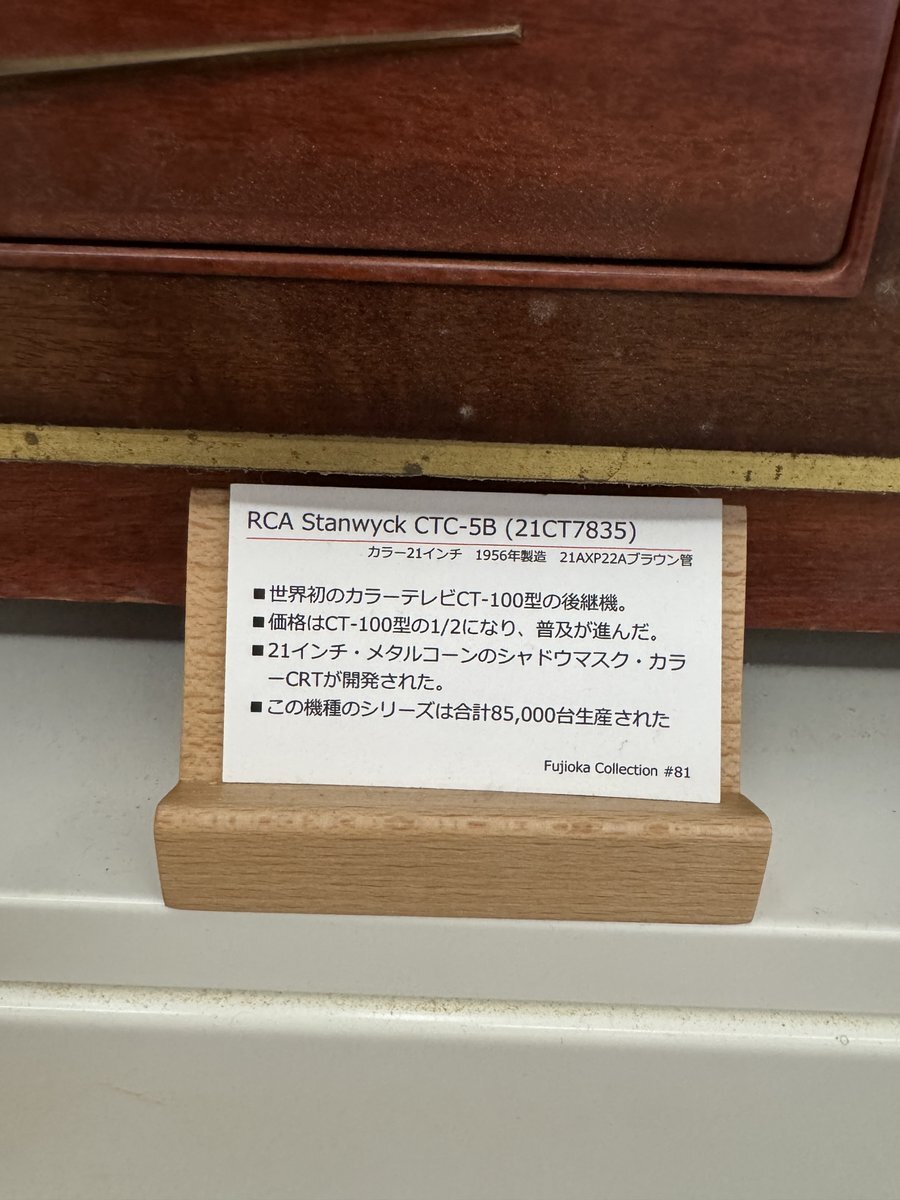 RCA Stanwyck CTC-5B (21CT7835)
カラー21インチ　1956年製造　21AXP22Aブラウン管
■世界初のカラーテレビCT-100型の後継機。
■価格はCT-100型の1/2になり、普及が進んだ。
■21インチ・メタルコーンのシャドウマスク・カラ
ーCRTが開発された。
■この機種のシリーズは合計85,000台生産された
Fujioka Collection #81